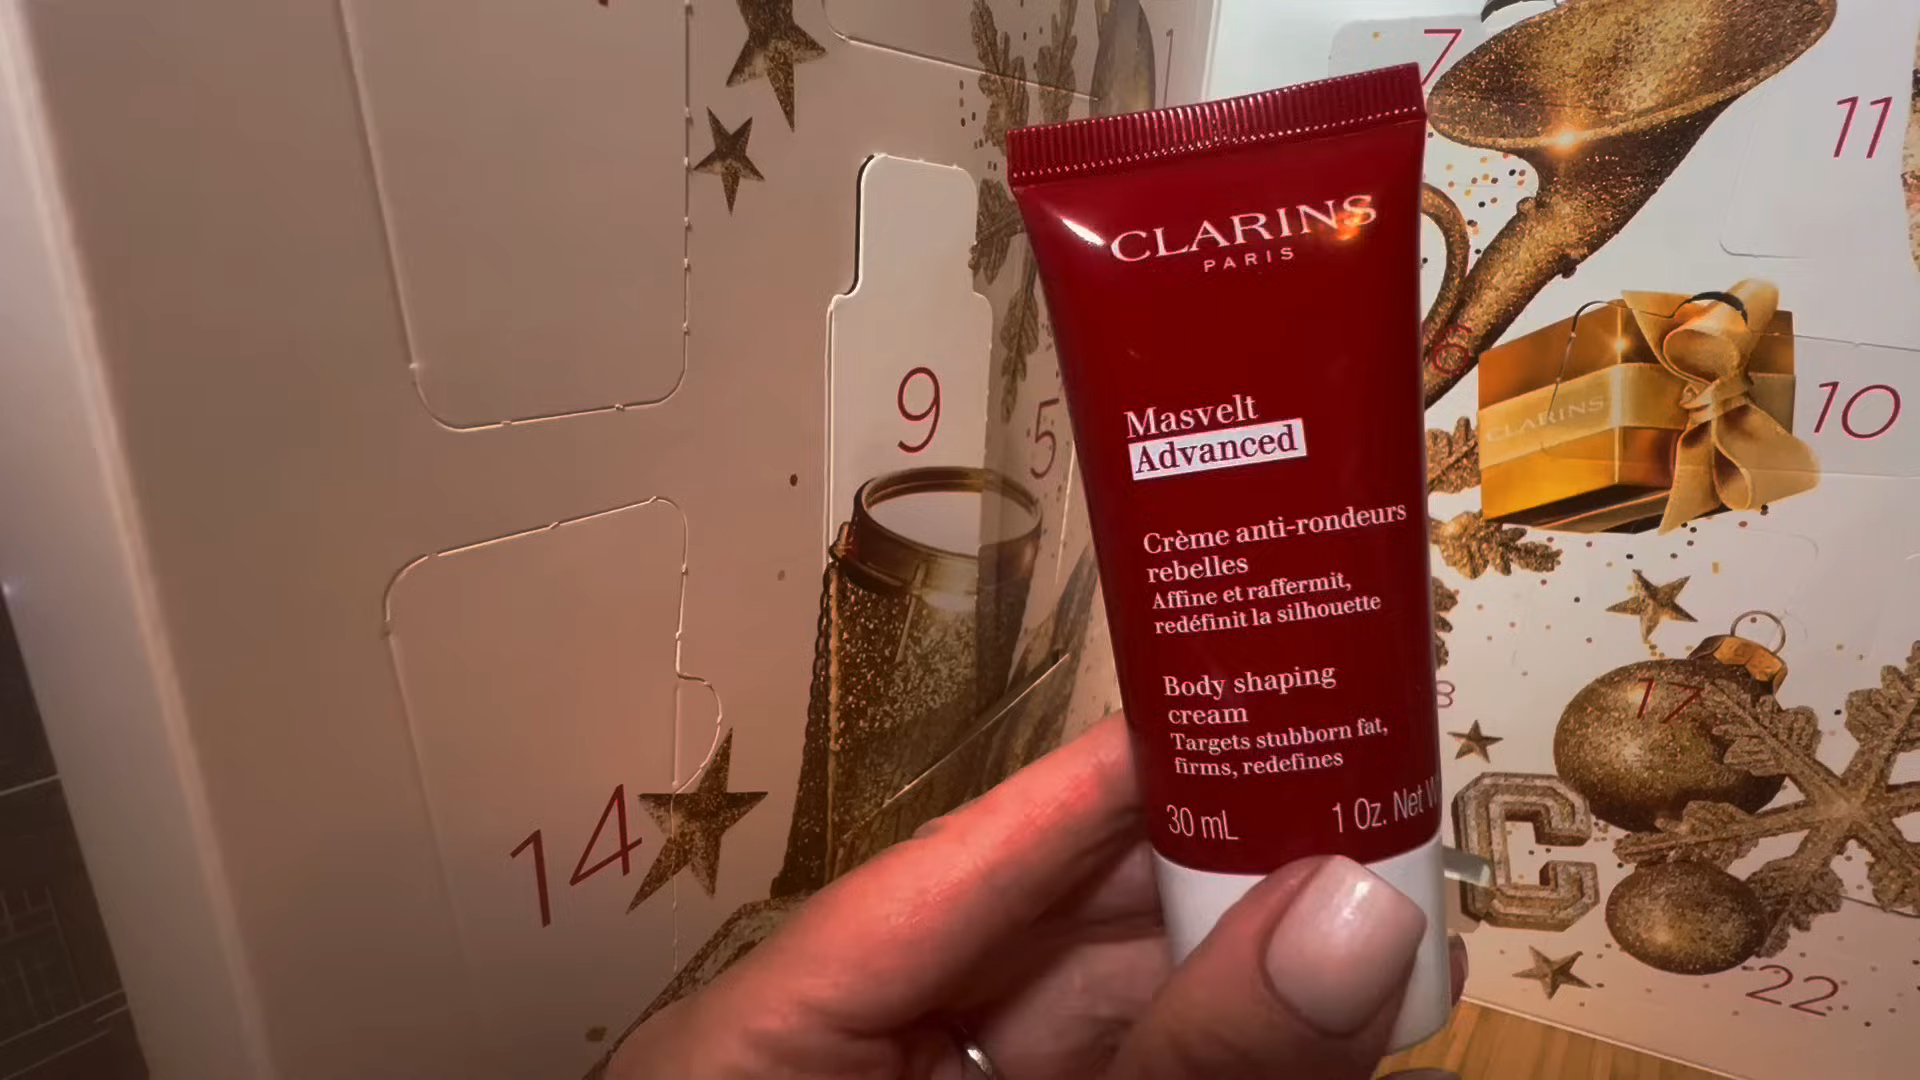 7
11
CLARINS
PARIS
9
5
6
10
CLARINS
Masvelt
Advanced
Crème anti-rondeurs
rebelles
Affine et raffermit,
redéfinit la silhouette
Body shaping
cream
Targets stubborn fat,
firms, redefines
30 mL
1 Oz. Net
14
8
17
C
22